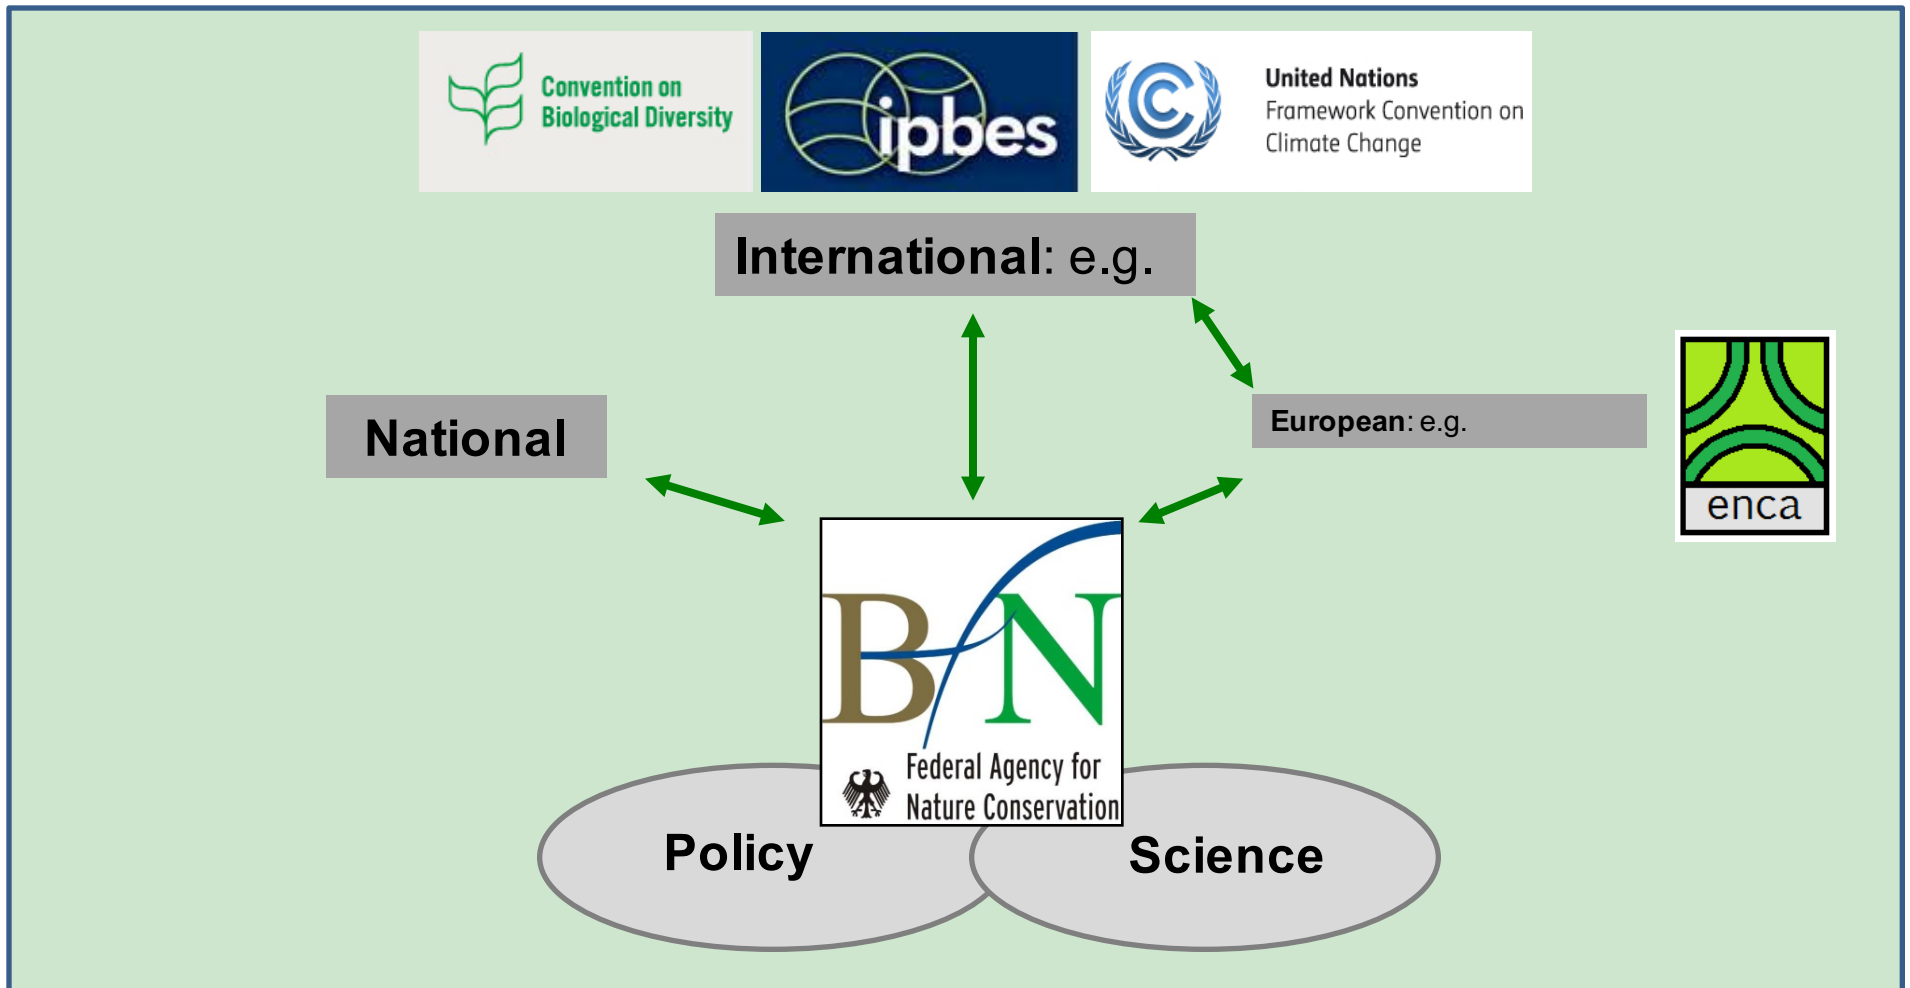 Convention on
Biological Diversity
ipbes
United Nations
Framework Convention on
Climate Change
International: e.g.
National
European: e.g.
enca
BfN
Federal Agency for
Nature Conservation
Policy
Science